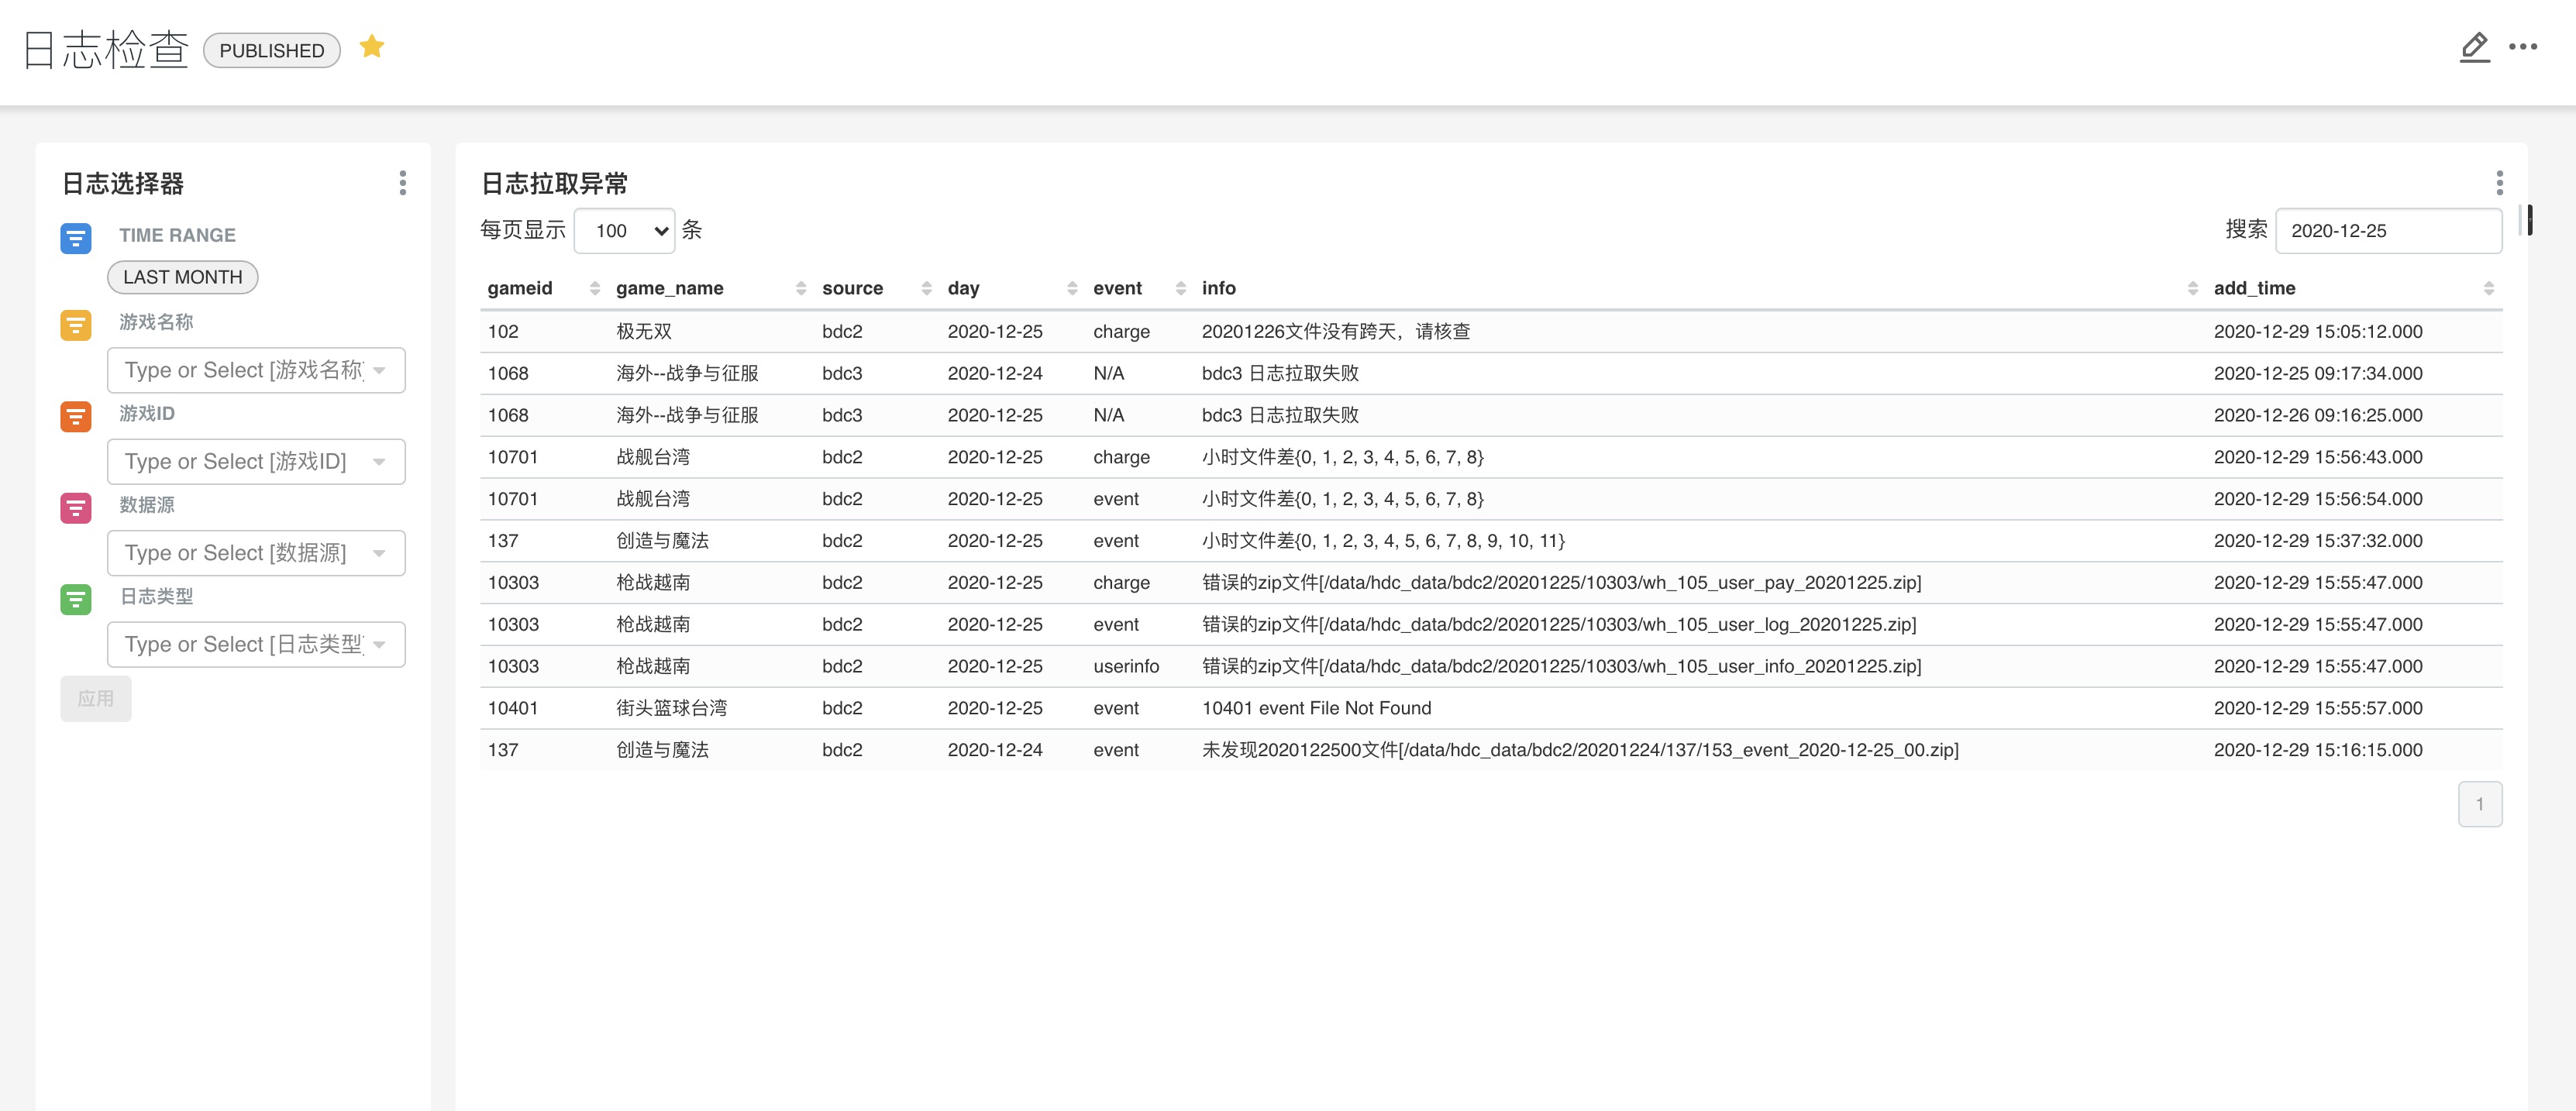 日志检查 PUBLISHED
日志选择器
TIME RANGE
LAST MONTH
游戏名称
Type or Select [游戏名称]
游戏ID
Type or Select [游戏ID]
数据源
Type or Select [数据源]
日志类型
Type or Select [日志类型]
应用
日志拉取异常
每页显示 100 条 搜索 2020-12-25
gameid game_name source day event info add_time
102 极无双 bdc2 2020-12-25 charge 20201226文件没有跨天，请核查 2020-12-29 15:05:12.000
1068 海外--战争与征服 bdc3 2020-12-24 N/A bdc3 日志拉取失败 2020-12-25 09:17:34.000
1068 海外--战争与征服 bdc3 2020-12-25 N/A bdc3 日志拉取失败 2020-12-26 09:16:25.000
10701 战舰台湾 bdc2 2020-12-25 charge 小时文件差{0, 1, 2, 3, 4, 5, 6, 7, 8} 2020-12-29 15:56:43.000
10701 战舰台湾 bdc2 2020-12-25 event 小时文件差{0, 1, 2, 3, 4, 5, 6, 7, 8} 2020-12-29 15:56:54.000
137 创造与魔法 bdc2 2020-12-25 event 小时文件差{0, 1, 2, 3, 4, 5, 6, 7, 8, 9, 10, 11} 2020-12-29 15:37:32.000
10303 枪战越南 bdc2 2020-12-25 charge 错误的zip文件[/data/hdc_data/bdc2/20201225/10303/wh_105_user_pay_20201225.zip] 2020-12-29 15:55:47.000
10303 枪战越南 bdc2 2020-12-25 event 错误的zip文件[/data/hdc_data/bdc2/20201225/10303/wh_105_user_log_20201225.zip] 2020-12-29 15:55:47.000
10303 枪战越南 bdc2 2020-12-25 userinfo 错误的zip文件[/data/hdc_data/bdc2/20201225/10303/wh_105_user_info_20201225.zip] 2020-12-29 15:55:47.000
10401 街头篮球台湾 bdc2 2020-12-25 event 10401 event File Not Found 2020-12-29 15:55:57.000
137 创造与魔法 bdc2 2020-12-24 event 未发现2020122500文件[/data/hdc_data/bdc2/20201224/137/153_event_2020-12-25_00.zip] 2020-12-29 15:16:15.000
1